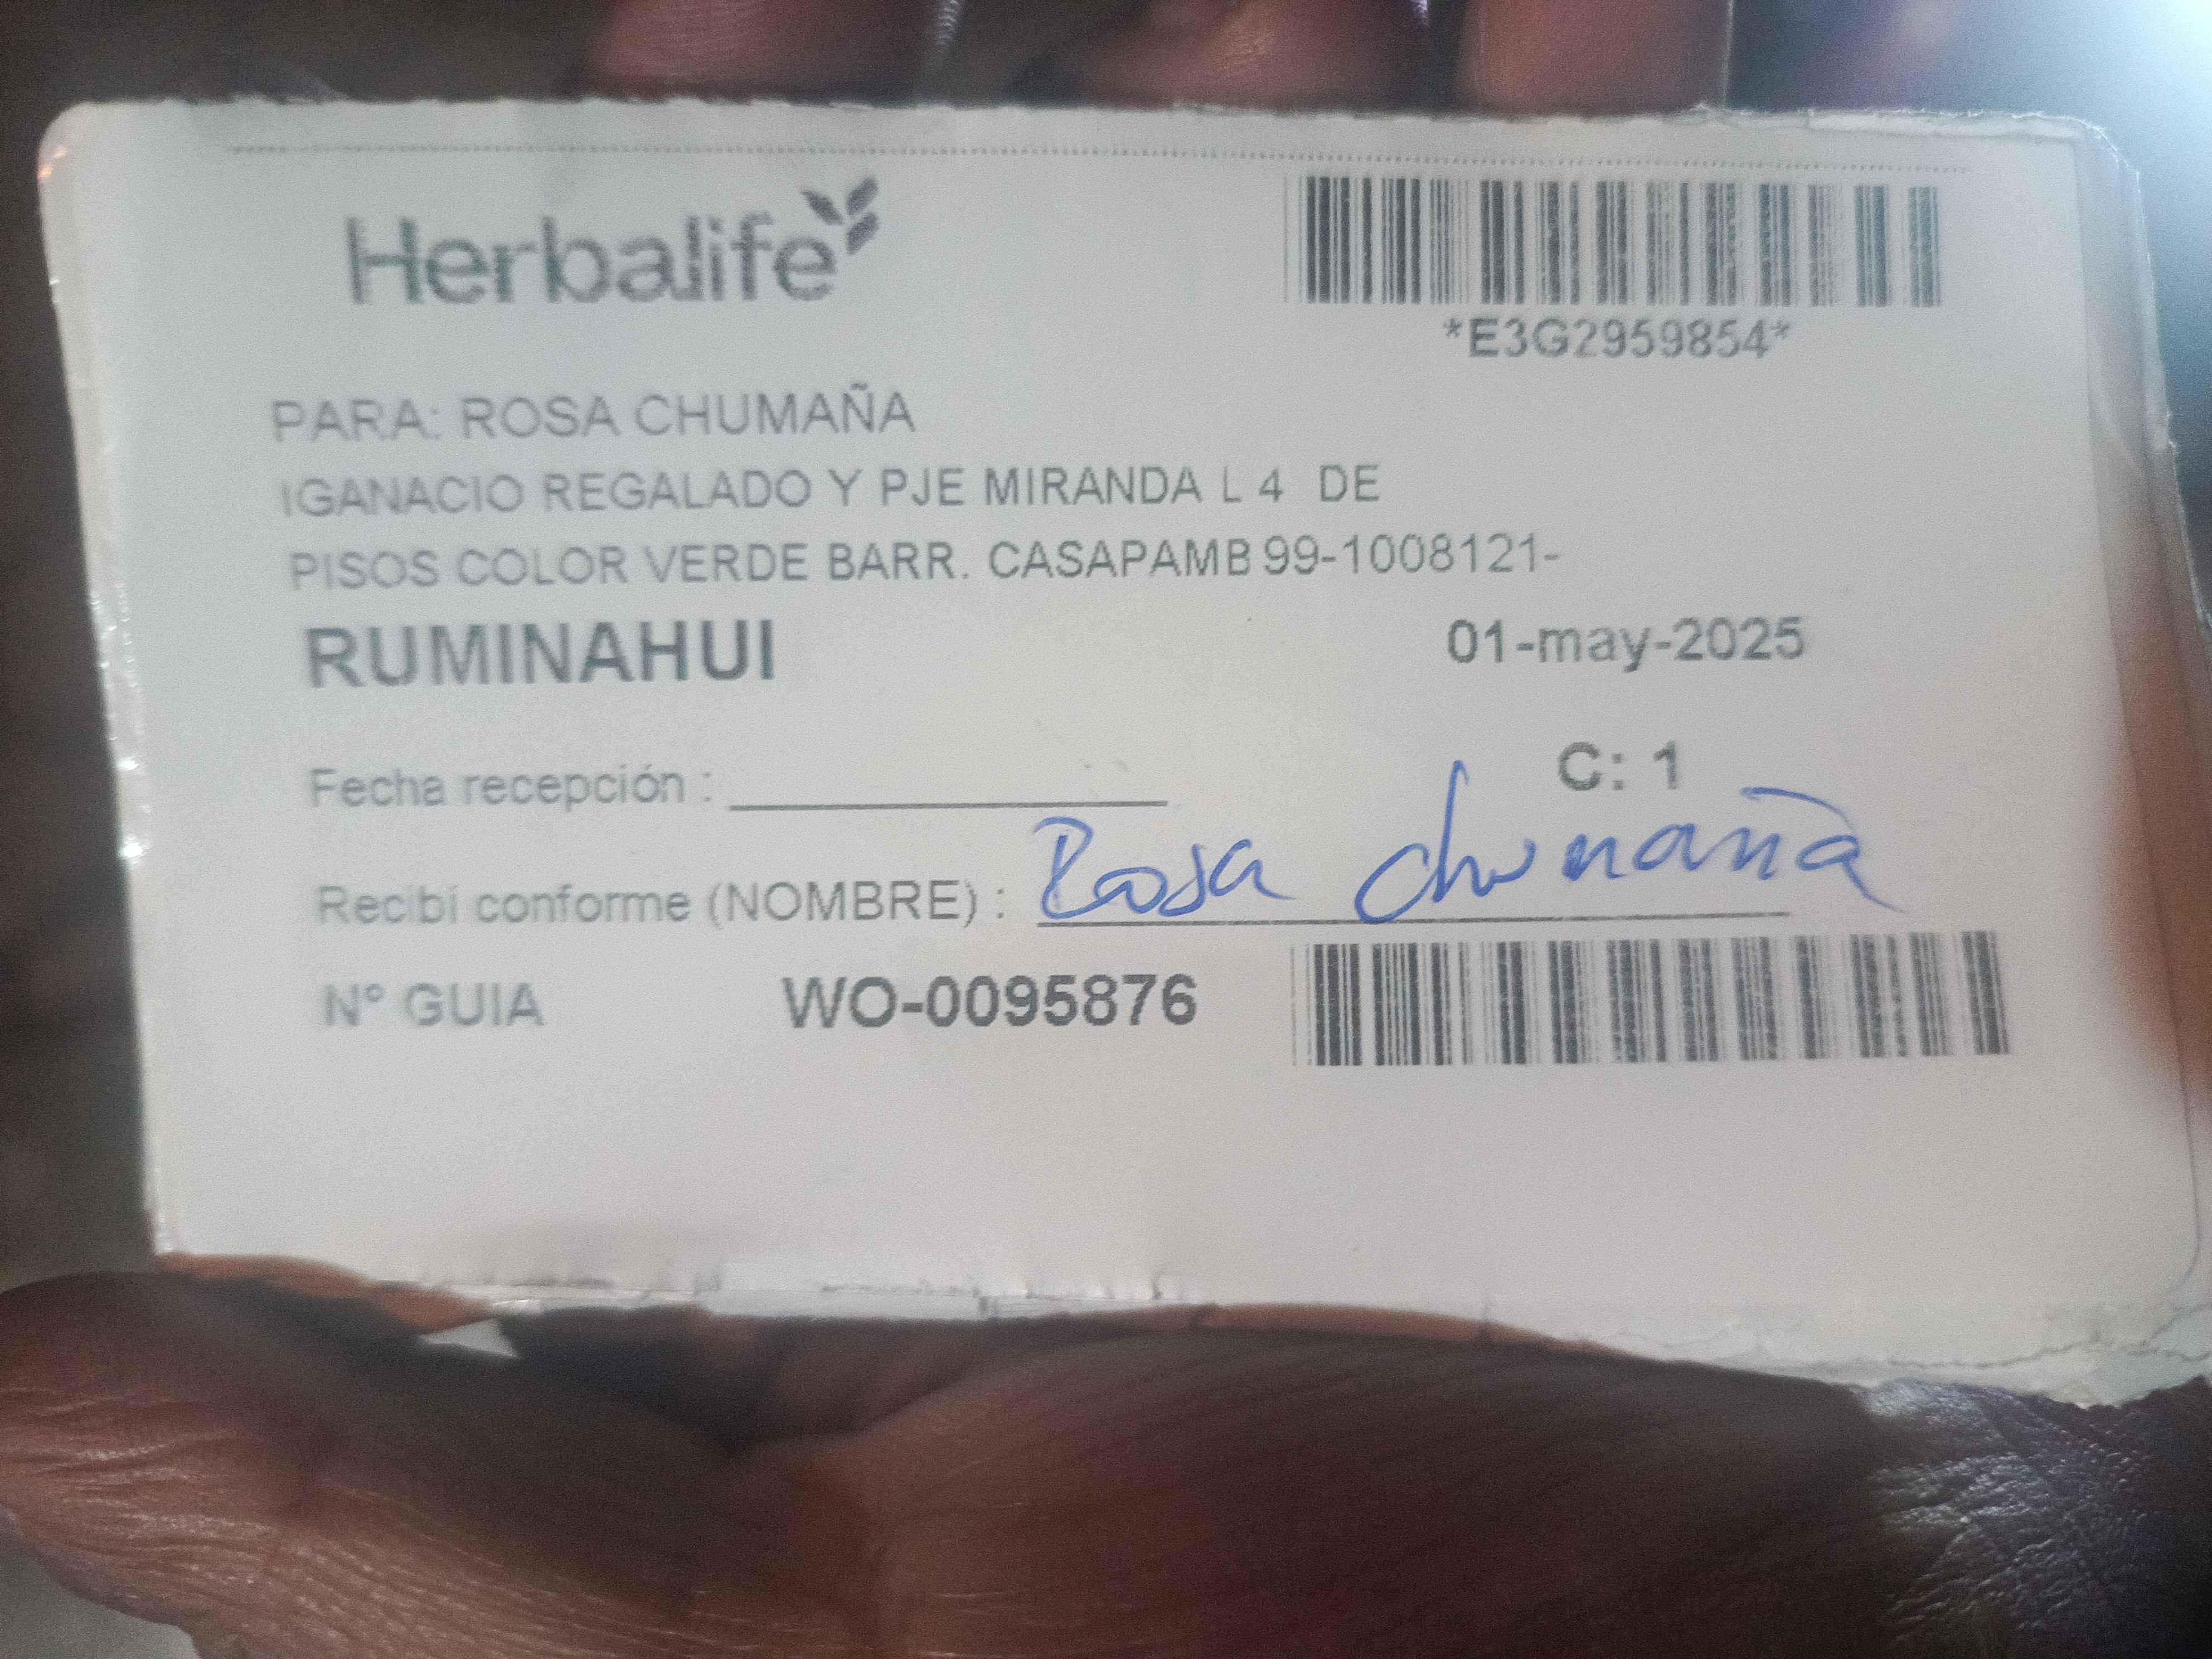 Herbalife
*E3G2959854*
PARA: ROSA CHUMAÑA
IGANACIO REGALADO Y PJE MIRANDA L 4 DE
PISOS COLOR VERDE BARR. CASAPAMB 99-1008121-
RUMINAHUI 01-may-2025
C: 1
Fecha recepción :
Recibí conforme (NOMBRE) : Rosa chumaña
Nº GUIA WO-0095876